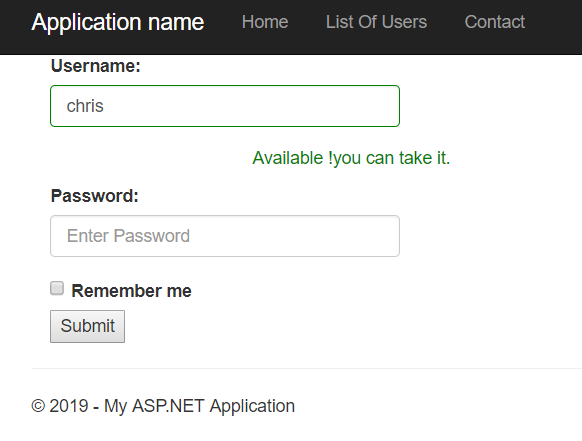 Application name Home List Of Users Contact
Username:
chris
Available !you can take it.
Password:
Enter Password
Remember me
Submit
© 2019 - My ASP.NET Application